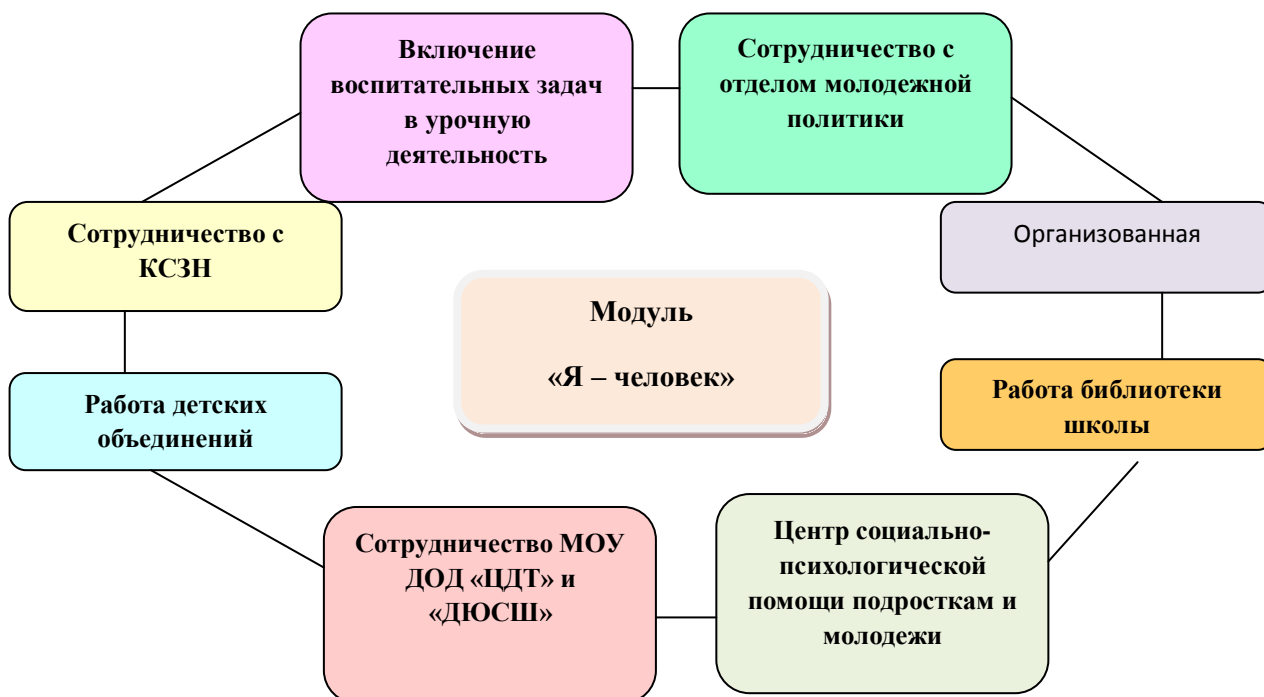 Включение
воспитательных задач
в урочную
деятельность
Сотрудничество с
отделом молодежной
политики
Сотрудничество с
КСЗН
Организованная
Модуль
«Я – человек»
Работа детских
объединений
Работа библиотеки
школы
Сотрудничество МОУ
ДОД «ЦДТ» и
«ДЮСШ»
Центр социально-
психологической
помощи подросткам и
молодежи